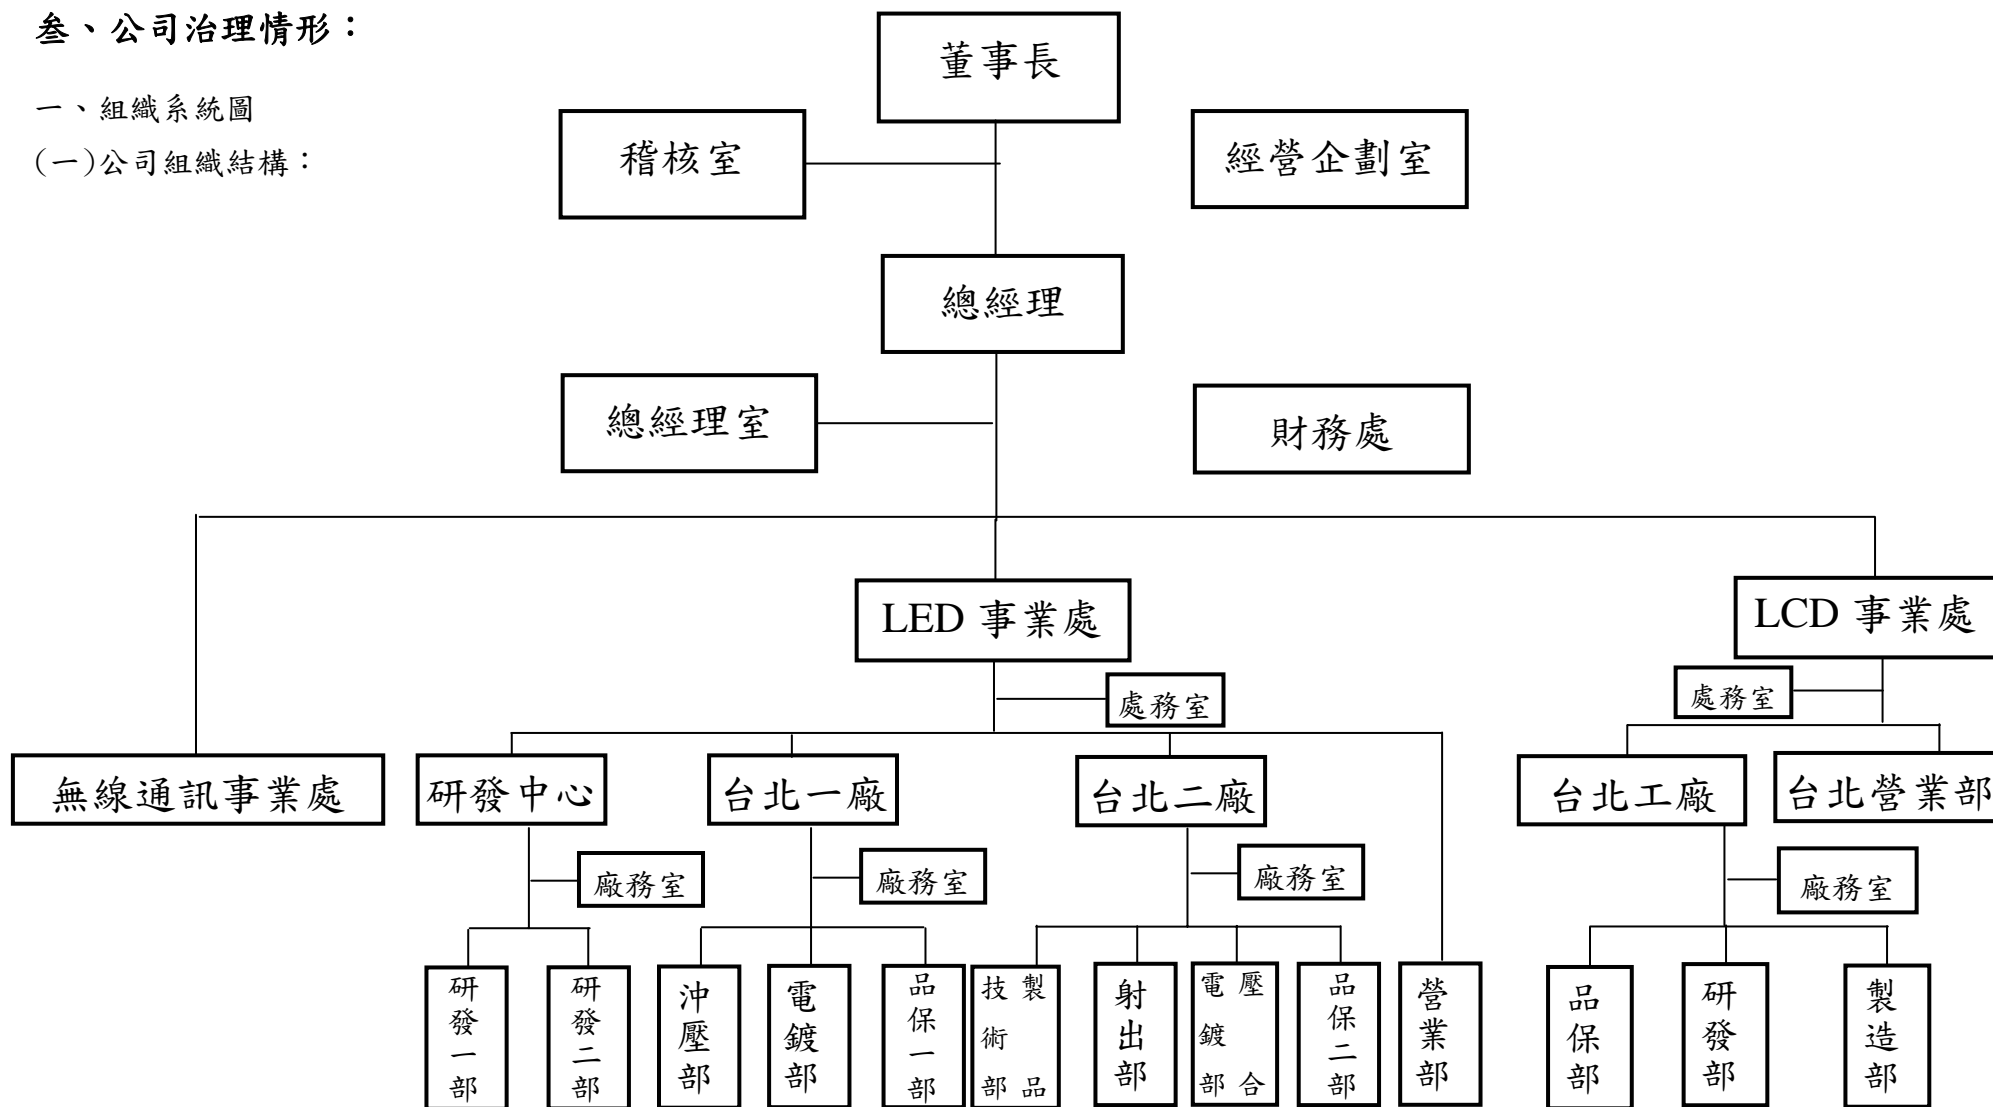 叁、公司治理情形：
一、組織系統圖
(一)公司組織結構：
董事長
稽核室
經營企劃室
總經理
總經理室
財務處
LED 事業處
LCD 事業處
處務室
處務室
無線通訊事業處
研發中心
台北一廠
台北二廠
台北工廠
台北營業部
廠務室
廠務室
廠務室
廠務室
研發一部
研發二部
沖壓部
電鍍部
品保一部
製品
技術部
射出部
壓合
電鍍部
品保二部
營業部
品保部
研發部
製造部